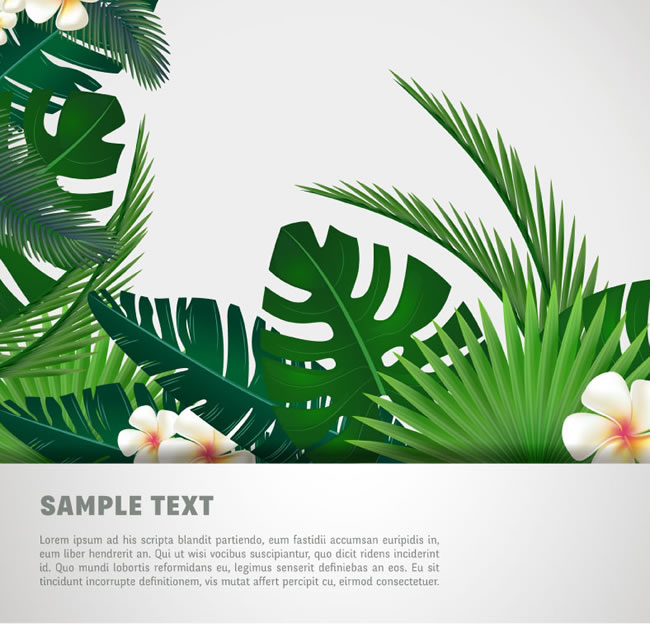 SAMPLE TEXT
Lorem ipsum ad his scripta blandit partiendo, eum fastidii accumsan euripidis in,
eum liber hendrerit an. Qui ut wisi vocibus suscipiantur, quo dicit ridens inciderint
id. Quo mundi lobortis reformidans eu, legimus senserit definiebas an eos. Eu sit
tincidunt incorrupte definitionem, vis mutat affert percipit cu, eirmod consectetuer.